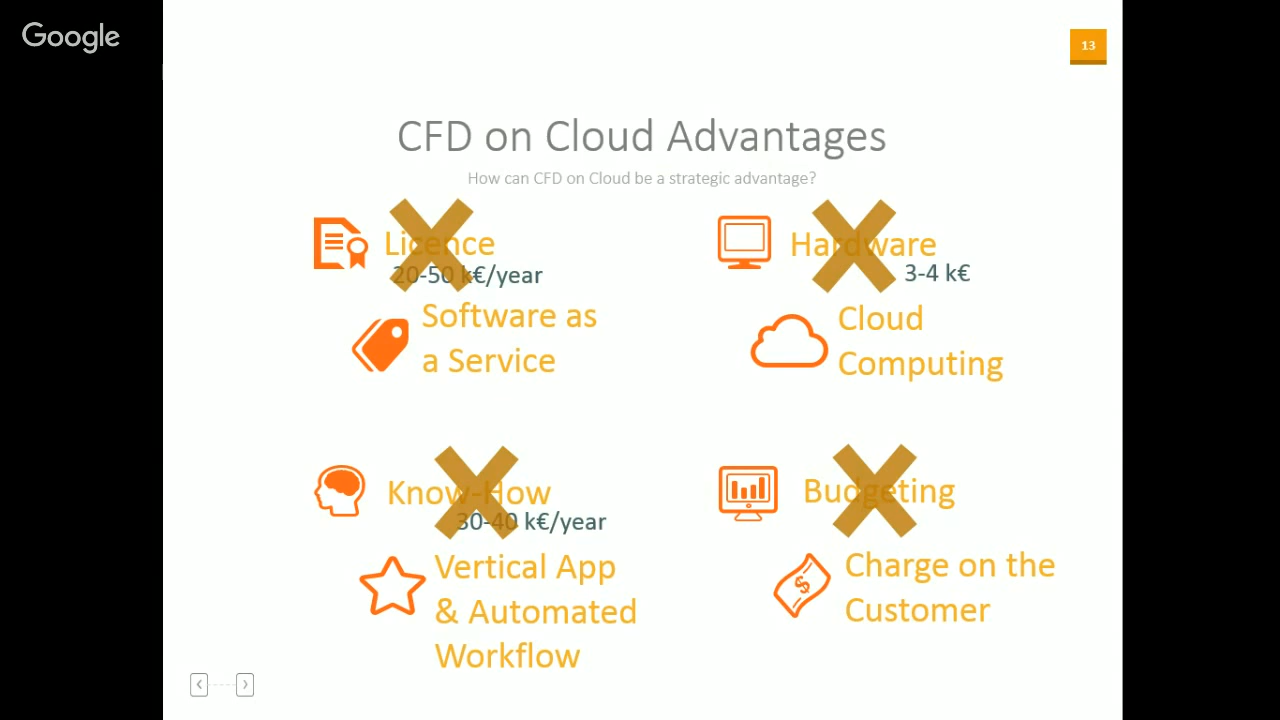 Google
13
CFD on Cloud Advantages
How can CFD on Cloud be a strategic advantage?
Licence
20-50 k€/year
Software as
a Service
Hardware
3-4 k€
Cloud
Computing
Know-How
30-40 k€/year
Vertical App
& Automated
Workflow
Budgeting
$
Charge on the
Customer